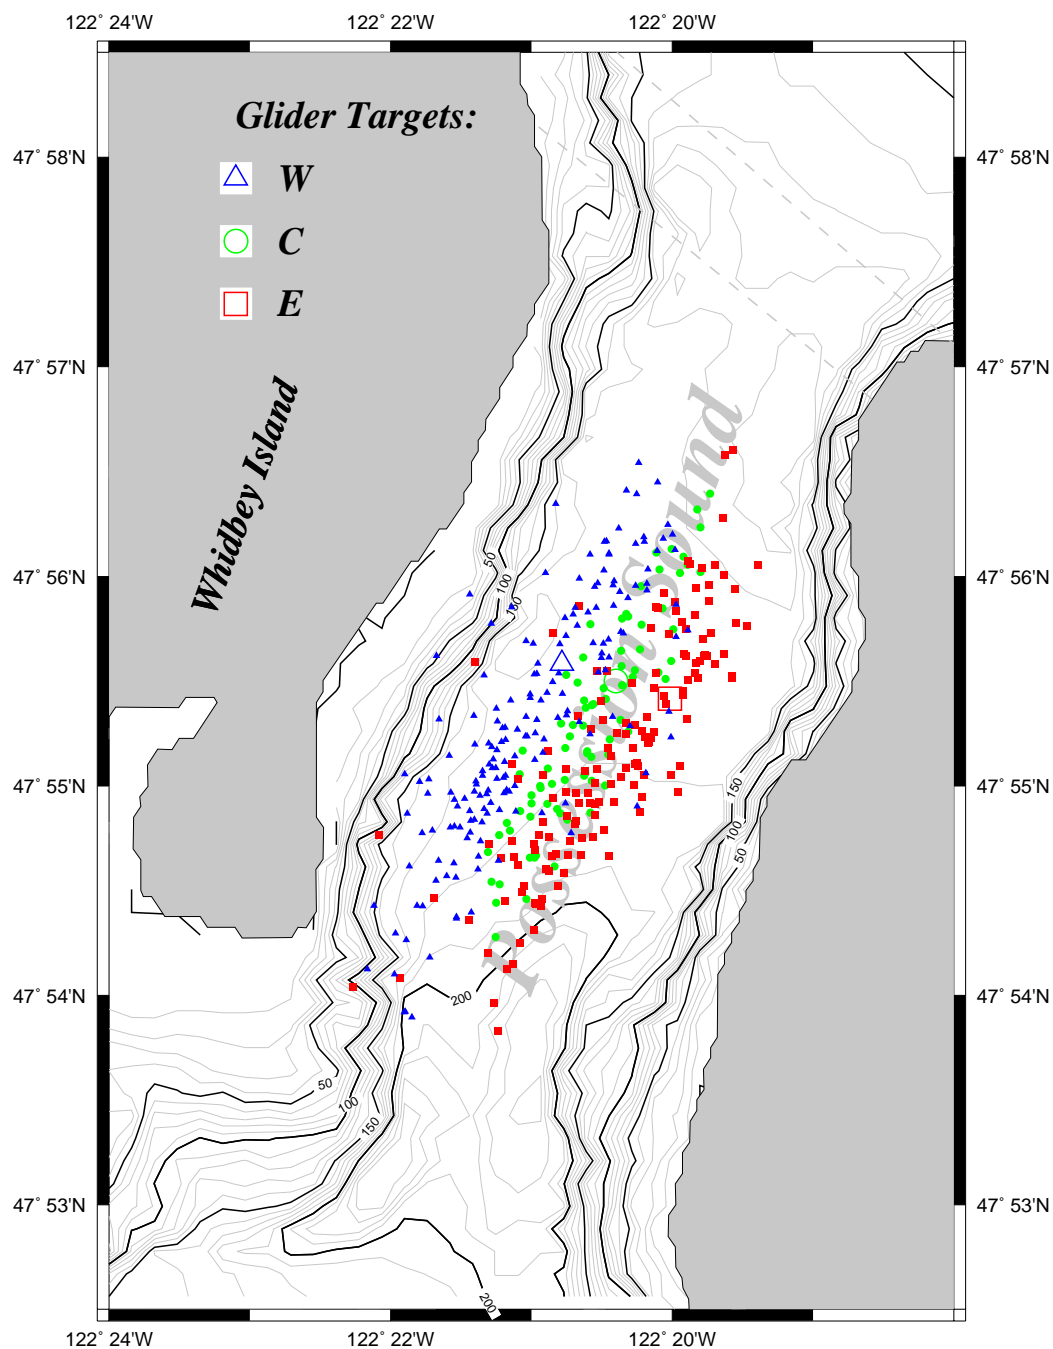 122° 24'W 122° 22'W 122° 20'W
Glider Targets:
47° 58'N 47° 58'N
W
C
E
47° 57'N 47° 57'N
Whidbey Island
Possession Sound
50
47° 56'N 47° 56'N
100
150
47° 55'N 47° 55'N
150
100
50
47° 54'N 47° 54'N
200
50
100
150
47° 53'N 47° 53'N
200
122° 24'W 122° 22'W 122° 20'W